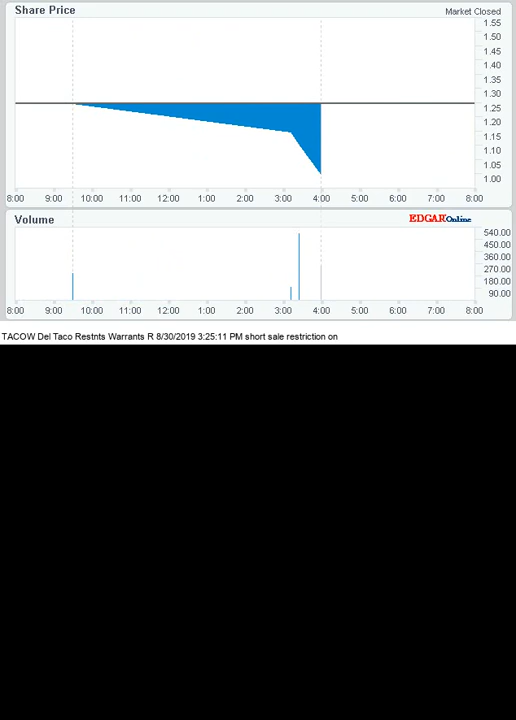 Share Price
Market Closed
1.55
1.50
1.45
1.40
1.35
1.30
1.25
1.20
1.15
1.10
1.05
1.00
8:00 9:00 10:00 11:00 12:00 1:00 2:00 3:00 4:00 5:00 6:00 7:00 8:00
Volume
EDGAROnline
540.00
450.00
360.00
270.00
180.00
90.00
8:00 9:00 10:00 11:00 12:00 1:00 2:00 3:00 4:00 5:00 6:00 7:00 8:00
TACOW Del Taco Restnts Warrants R 8/30/2019 3:25:11 PM short sale restriction on